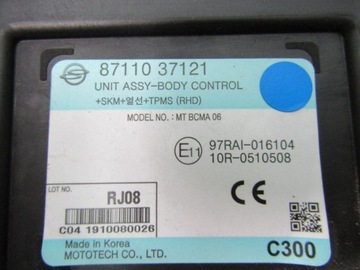 87110 37121
UNIT ASSY-BODY CONTROL
+SKM+열선+TPMS (RHD)
MODEL NO. : MT BCMA 06
E11 97RAI-016104
10R-0510508
LOT NO.
RJ08
C04 1910080026
CE
Made in Korea
MOTOTECH CO., LTD.
C300